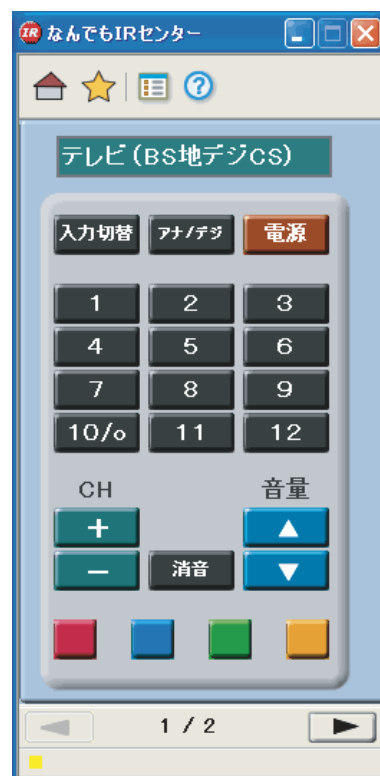 IR なんでもIRセンター
テレビ(BS地デジCS)
入力切替 アナ/デジ 電源
1 2 3
4 5 6
7 8 9
10/0 11 12
CH 音量
+ ▲
− 消音 ▼
1 / 2